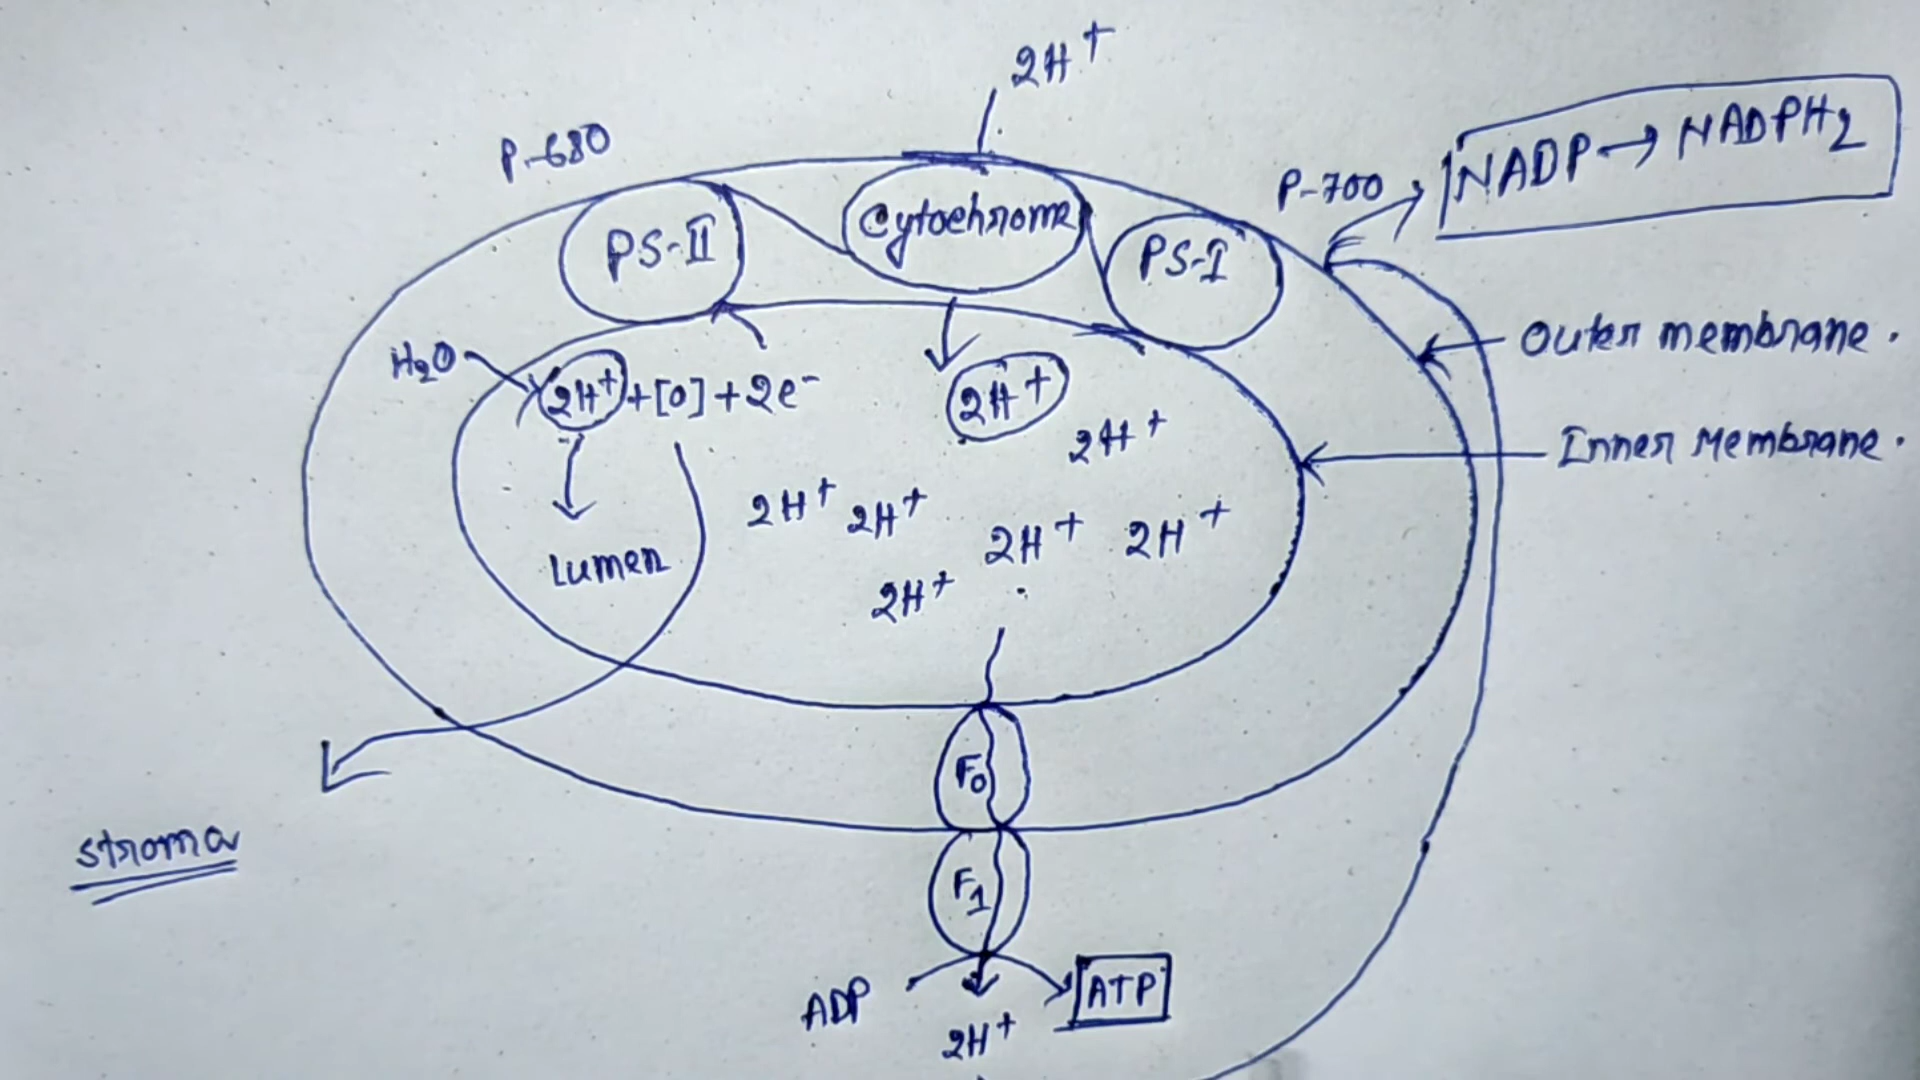 2H⁺
P-680
NADP → NADPH2
P-700
PS-II
Cytochrome
PS-I
Outer membrane.
H2O
2H⁺ + [O] + 2e⁻
2H⁺
2H⁺
Inner Membrane.
2H⁺ 2H⁺
2H⁺ 2H⁺
Lumen
2H⁺
F0
Stroma
F1
ADP
ATP
2H⁺